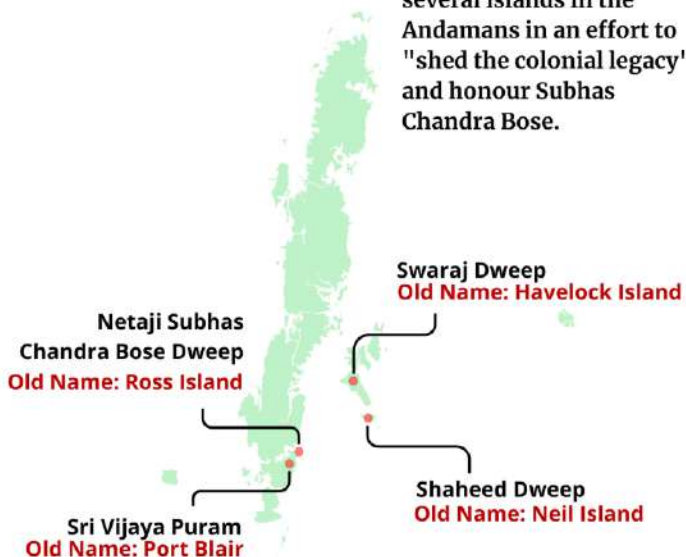 several islands in the
Andamans in an effort to
"shed the colonial legacy"
and honour Subhas
Chandra Bose.
Swaraj Dweep
Old Name: Havelock Island
Netaji Subhas
Chandra Bose Dweep
Old Name: Ross Island
Shaheed Dweep
Old Name: Neil Island
Sri Vijaya Puram
Old Name: Port Blair